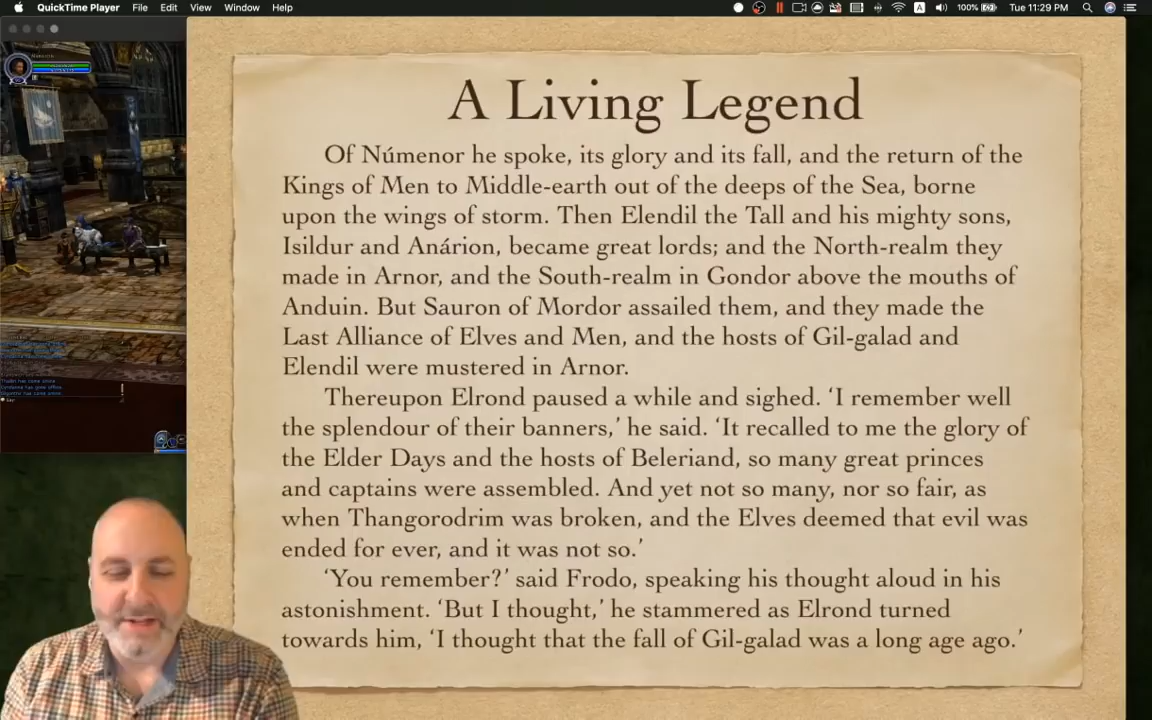 QuickTime Player File Edit View Window Help
100% Tue 11:29 PM
A Living Legend
Of Númenor he spoke, its glory and its fall, and the return of the
Kings of Men to Middle-earth out of the deeps of the Sea, borne
upon the wings of storm. Then Elendil the Tall and his mighty sons,
Isildur and Anárion, became great lords; and the North-realm they
made in Arnor, and the South-realm in Gondor above the mouths of
Anduin. But Sauron of Mordor assailed them, and they made the
Last Alliance of Elves and Men, and the hosts of Gil-galad and
Elendil were mustered in Arnor.
Thereupon Elrond paused a while and sighed. ‘I remember well
the splendour of their banners,’ he said. ‘It recalled to me the glory of
the Elder Days and the hosts of Beleriand, so many great princes
and captains were assembled. And yet not so many, nor so fair, as
when Thangorodrim was broken, and the Elves deemed that evil was
ended for ever, and it was not so.’
‘You remember?’ said Frodo, speaking his thought aloud in his
astonishment. ‘But I thought,’ he stammered as Elrond turned
towards him, ‘I thought that the fall of Gil-galad was a long age ago.’